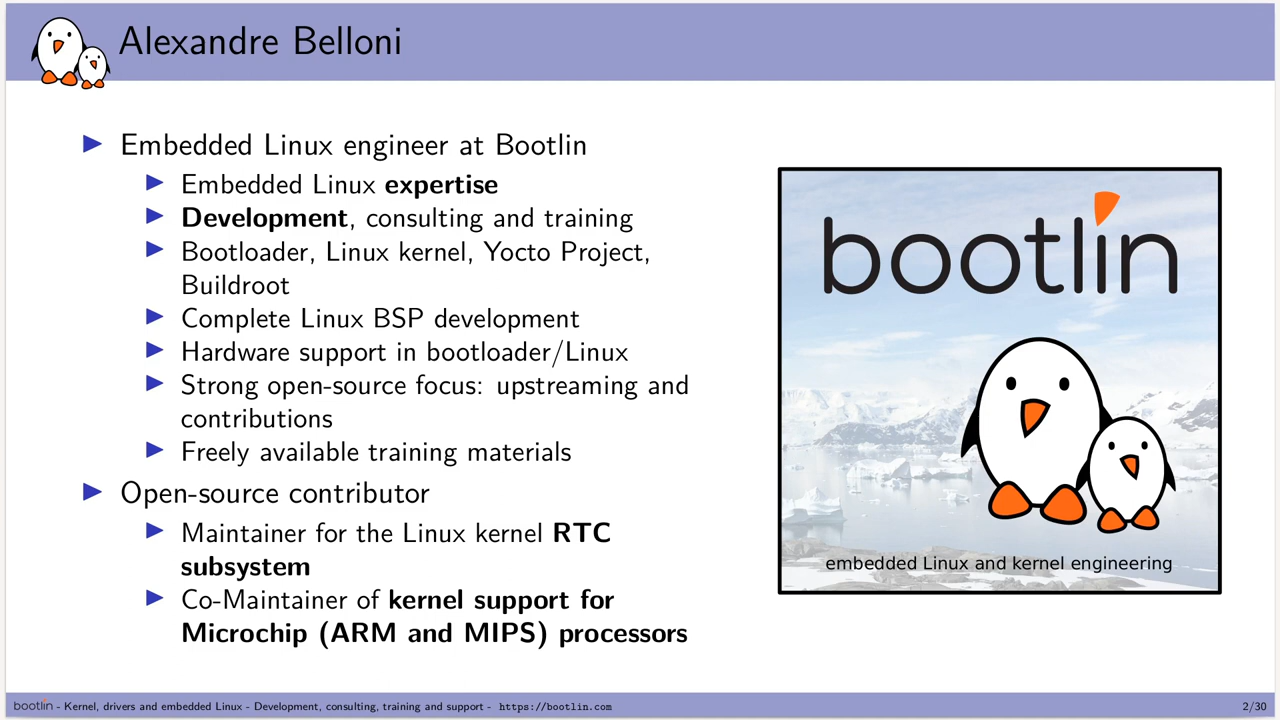 Alexandre Belloni
▶ Embedded Linux engineer at Bootlin
▶ Embedded Linux expertise
▶ Development, consulting and training
▶ Bootloader, Linux kernel, Yocto Project,
Buildroot
▶ Complete Linux BSP development
▶ Hardware support in bootloader/Linux
▶ Strong open-source focus: upstreaming and
contributions
▶ Freely available training materials
▶ Open-source contributor
▶ Maintainer for the Linux kernel RTC
subsystem
▶ Co-Maintainer of kernel support for
Microchip (ARM and MIPS) processors
bootlin
embedded Linux and kernel engineering
bootlin - Kernel, drivers and embedded Linux - Development, consulting, training and support - https://bootlin.com
2/30